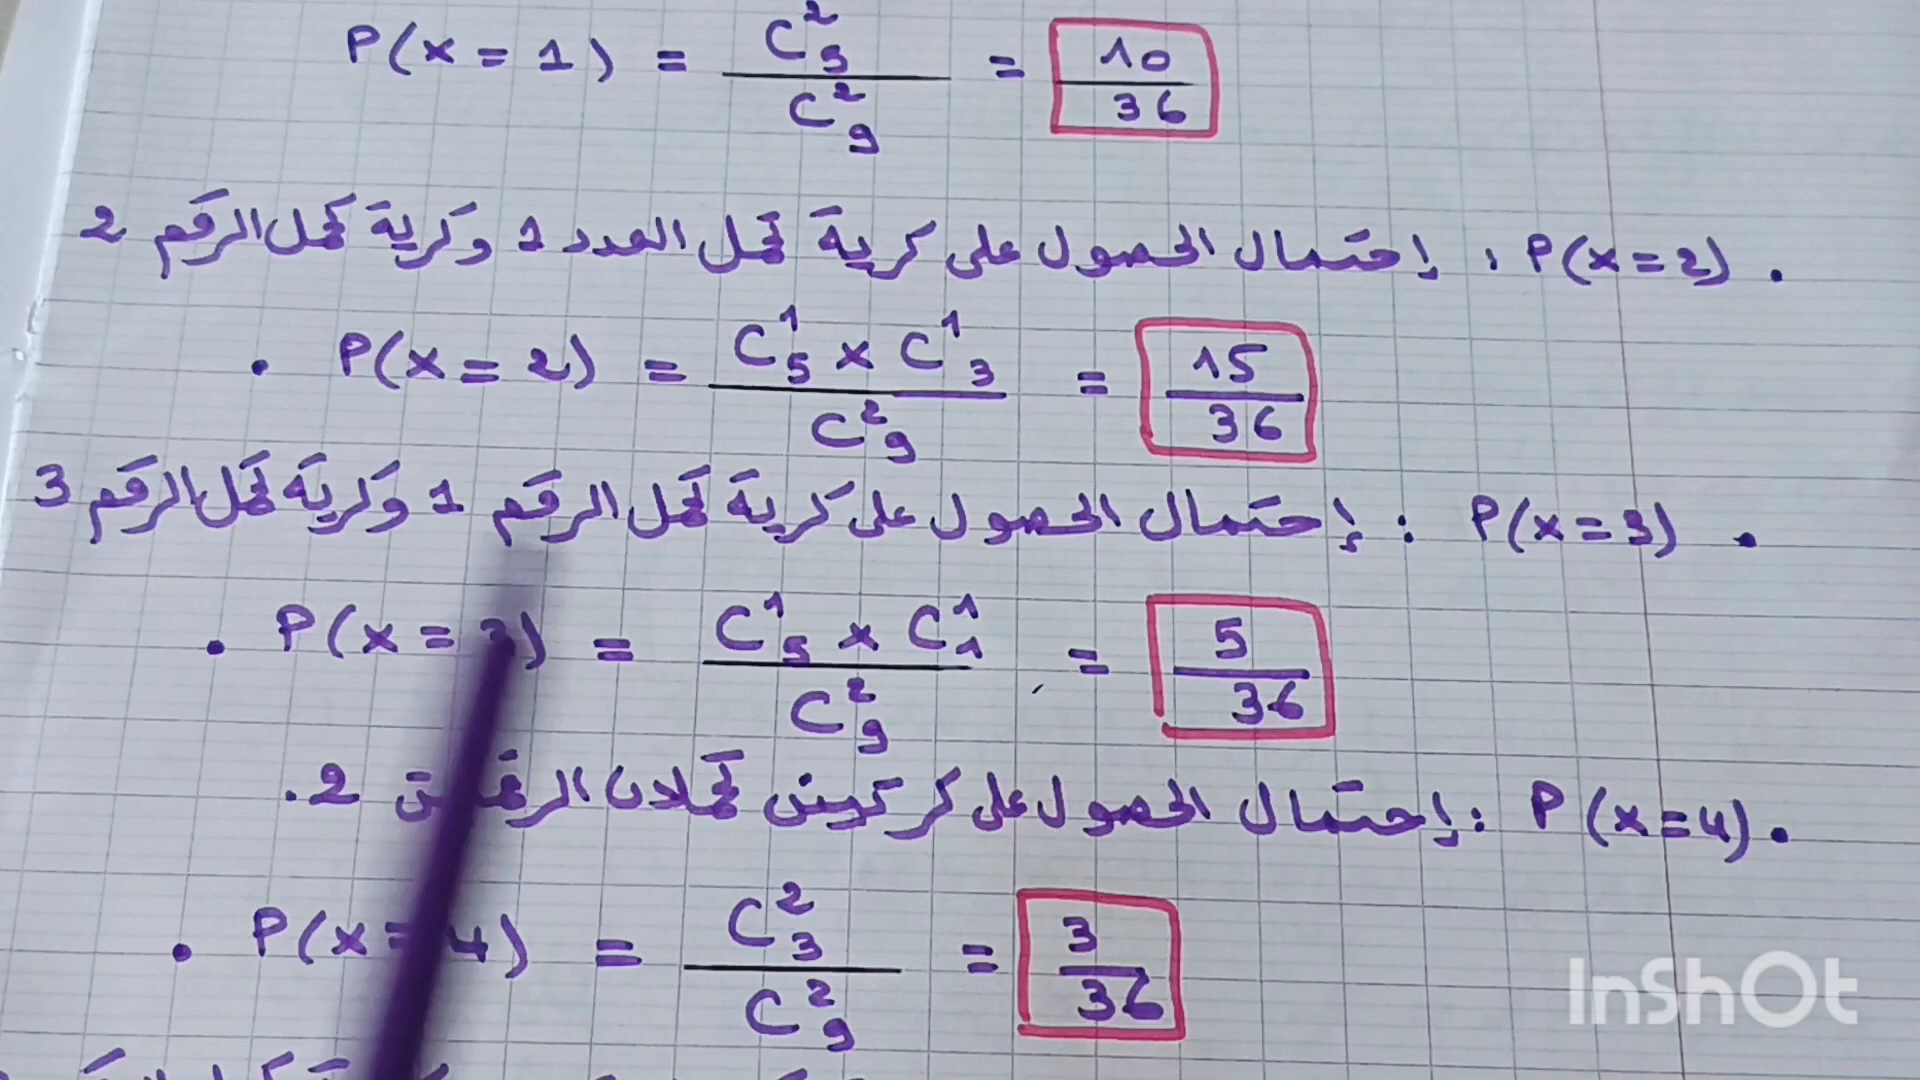 P(x = 1) = C²₅ / C²₉ = 10/36
• P(x=2) : إحتمال الحصول على كرية تحمل العدد 1 وكرية تحمل الرقم 2
• P(x = 2) = C¹₅ × C¹₃ / C²₉ = 15/36
• P(x=3) : إحتمال الحصول على كرية تحمل الرقم 1 وكرية تحمل الرقم 3
• P(x = 3) = C¹₅ × C¹₁ / C²₉ = 5/36
• P(x=4) : إحتمال الحصول على كريتين تحملان الرقم 2.
• P(x = 4) = C²₃ / C²₉ = 3/36
InShOt